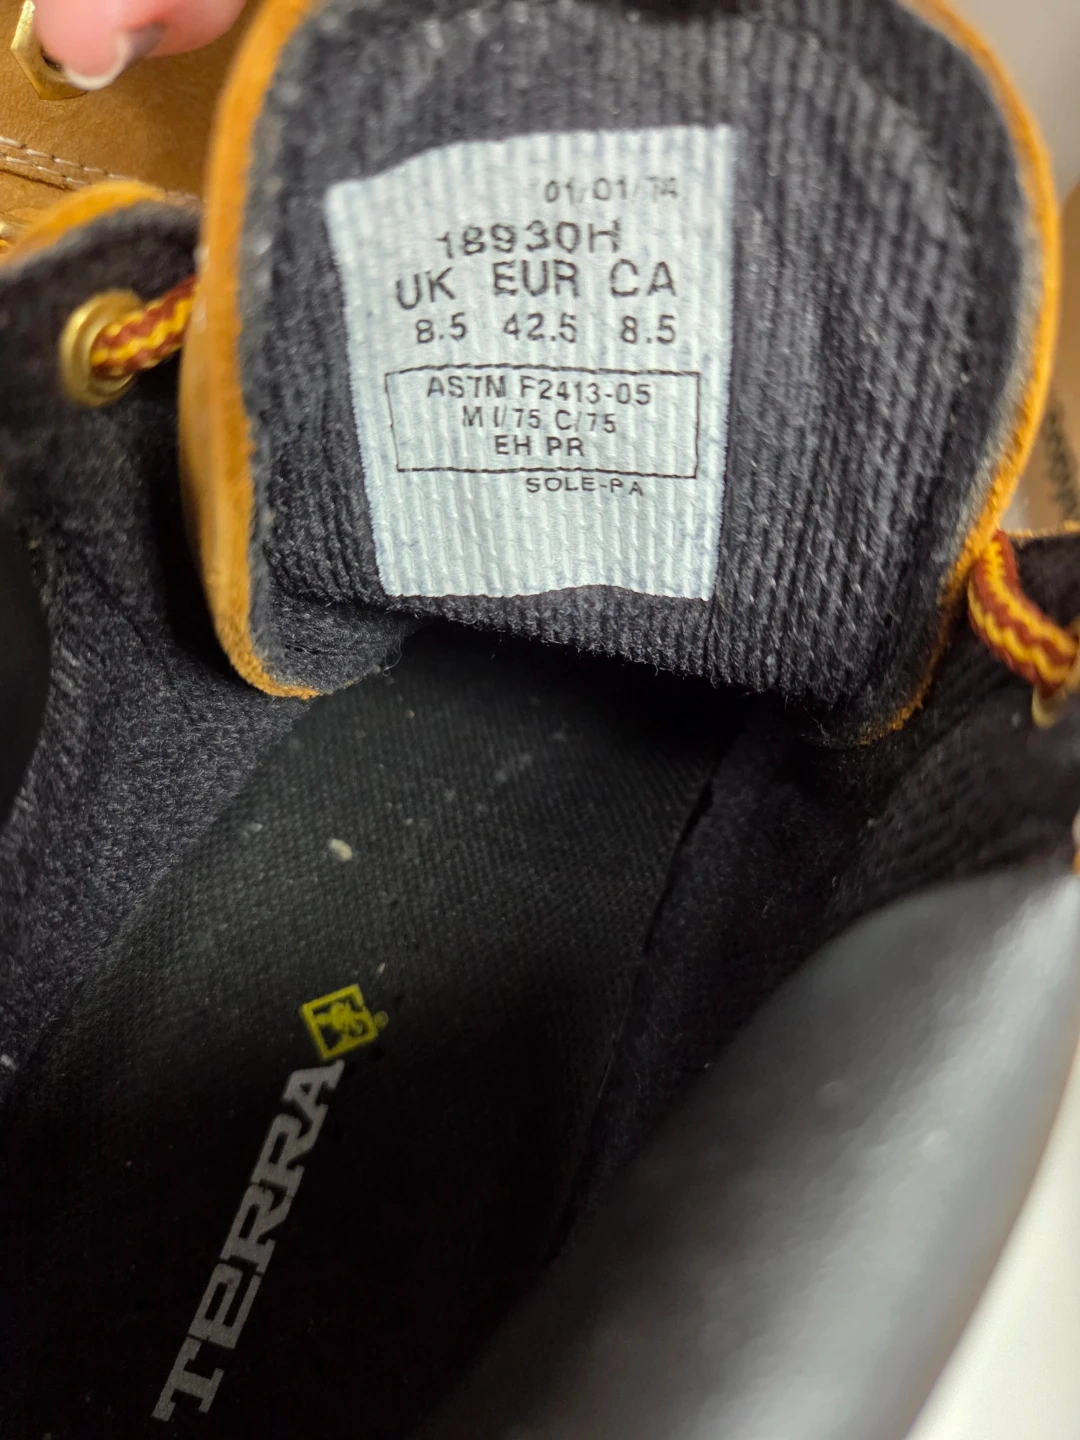 01/01/14
18930H
UK EUR CA
8.5 42.5 8.5
ASTM F2413-05
M I/75 C/75
EH PR
SOLE-PA
TERRA